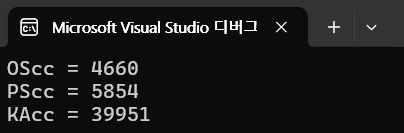 Microsoft Visual Studio 디버그
OScc = 4660
PScc = 5854
KAcc = 39951